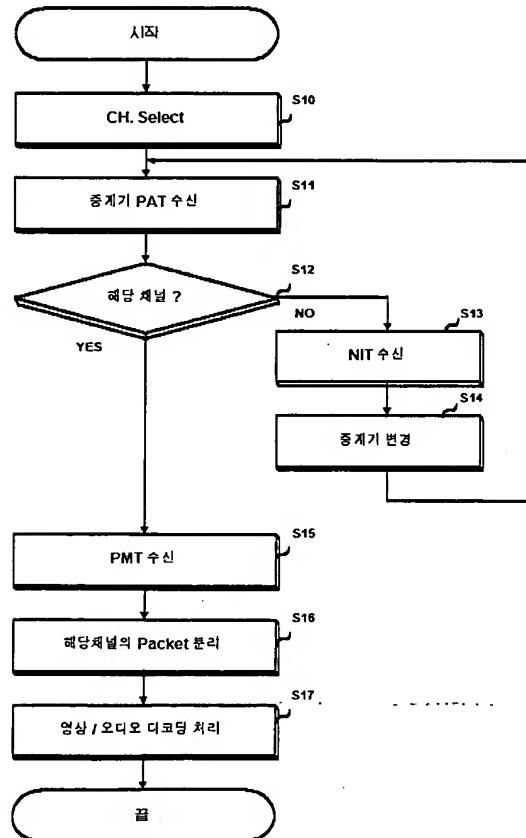 시작
S10
CH. Select
S11
중계기 PAT 수신
S12
해당 채널 ?
NO
YES
S13
NIT 수신
S14
중계기 변경
S15
PMT 수신
S16
해당채널의 Packet 분리
S17
영상 / 오디오 디코딩 처리
끝